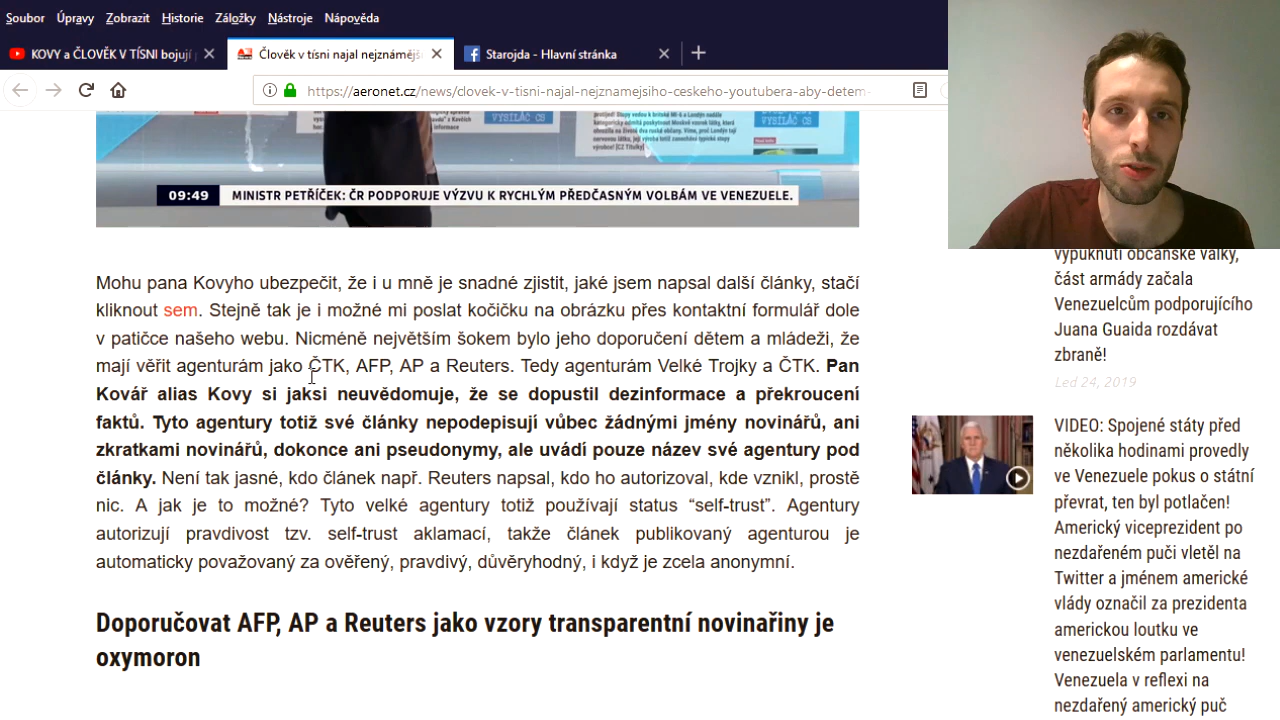 Soubor Úpravy Zobrazit Historie Záložky Nástroje Nápověda
KOVY a ČLOVĚK V TÍSNI bojují
Člověk v tísni najal nejznámějš
Starojda - Hlavní stránka
https://aeronet.cz/news/clovek-v-tisni-najal-nejznamejsiho-ceskeho-youtubera-aby-detem-
VYSÍLAČ CS
09:49 MINISTR PETŘÍČEK: ČR PODPORUJE VÝZVU K RYCHLÝM PŘEDČASNÝM VOLBÁM VE VENEZUELE.
Mohu pana Kovyho ubezpečit, že i u mně je snadné zjistit, jaké jsem napsal další články, stačí
kliknout sem. Stejně tak je i možné mi poslat kočičku na obrázku přes kontaktní formulář dole
v patičce našeho webu. Nicméně největším šokem bylo jeho doporučení dětem a mládeži, že
mají věřit agenturám jako ČTK, AFP, AP a Reuters. Tedy agenturám Velké Trojky a ČTK. Pan
Kovář alias Kovy si jaksi neuvědomuje, že se dopustil dezinformace a překroucení
faktů. Tyto agentury totiž své články nepodepisují vůbec žádnými jmény novinářů, ani
zkratkami novinářů, dokonce ani pseudonymy, ale uvádí pouze název své agentury pod
články. Není tak jasné, kdo článek např. Reuters napsal, kdo ho autorizoval, kde vznikl, prostě
nic. A jak je to možné? Tyto velké agentury totiž používají status “self-trust”. Agentury
autorizují pravdivost tzv. self-trust aklamací, takže článek publikovaný agenturou je
automaticky považovaný za ověřený, pravdivý, důvěryhodný, i když je zcela anonymní.
Doporučovat AFP, AP a Reuters jako vzory transparentní novinařiny je
oxymoron
vypuknutí občanské války,
část armády začala
Venezuelcům podporujícího
Juana Guaida rozdávat
zbraně!
Led 24, 2019
VIDEO: Spojené státy před
několika hodinami provedly
ve Venezuele pokus o státní
převrat, ten byl potlačen!
Americký viceprezident po
nezdařeném puči vletěl na
Twitter a jménem americké
vlády označil za prezidenta
americkou loutku ve
venezuelském parlamentu!
Venezuela v reflexi na
nezdařený americký puč